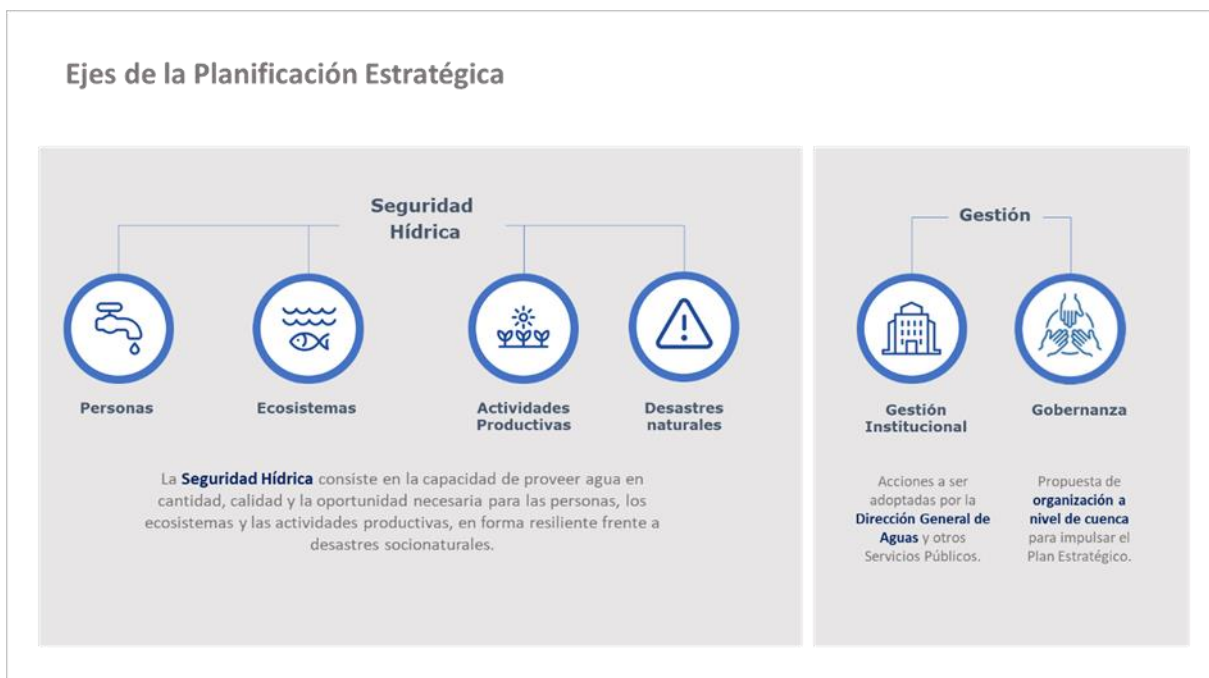 Ejes de la Planificación Estratégica
Seguridad
Hídrica
Personas
Ecosistemas
Actividades
Productivas
Desastres
naturales
La Seguridad Hídrica consiste en la capacidad de proveer agua en
cantidad, calidad y la oportunidad necesaria para las personas, los
ecosistemas y las actividades productivas, en forma resiliente frente a
desastres socionaturales.
Gestión
Gestión
Institucional
Gobernanza
Acciones a ser
adoptadas por la
Dirección General de
Aguas y otros
Servicios Públicos.
Propuesta de
organización a
nivel de cuenca
para impulsar el
Plan Estratégico.